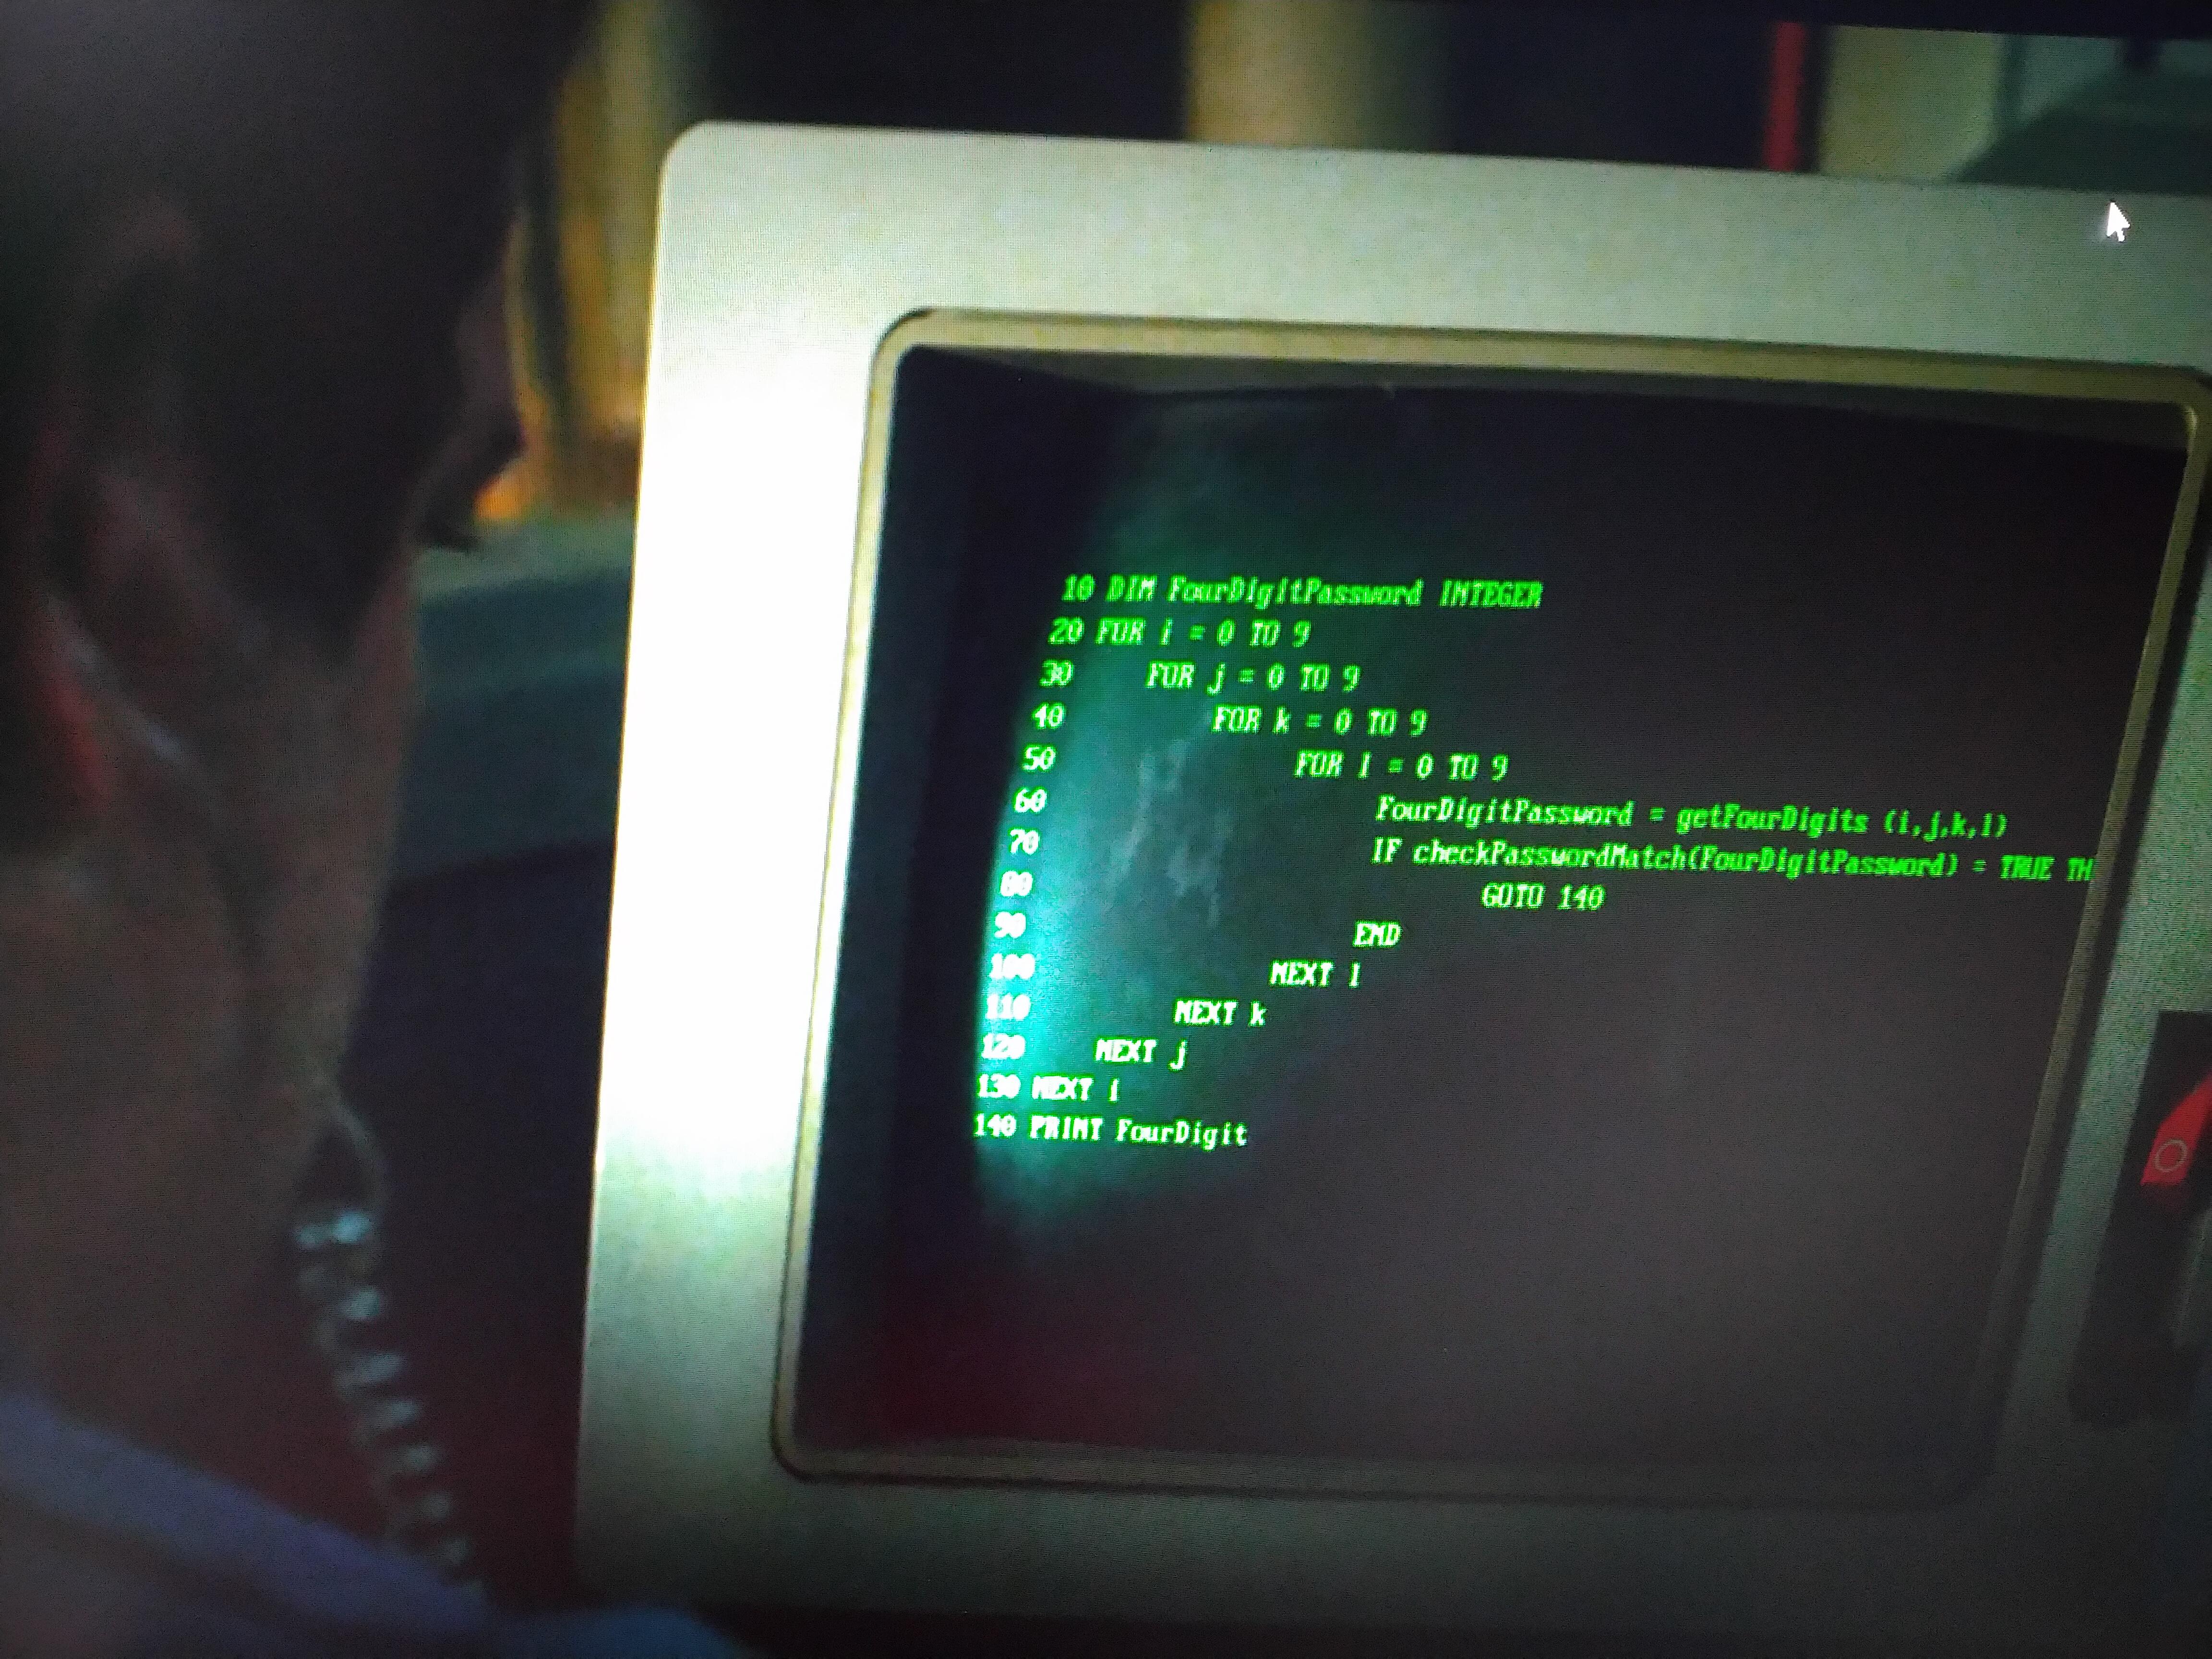 10 DIM FourDigitPassword INTEGER
20 FOR i = 0 TO 9
30 FOR j = 0 TO 9
40 FOR k = 0 TO 9
50 FOR l = 0 TO 9
60 FourDigitPassword = getFourDigits (i,j,k,l)
70 IF checkPasswordMatch(FourDigitPassword) = TRUE TH
80 GOTO 140
90 END
100 NEXT l
110 NEXT k
120 NEXT j
130 NEXT i
140 PRINT FourDigit